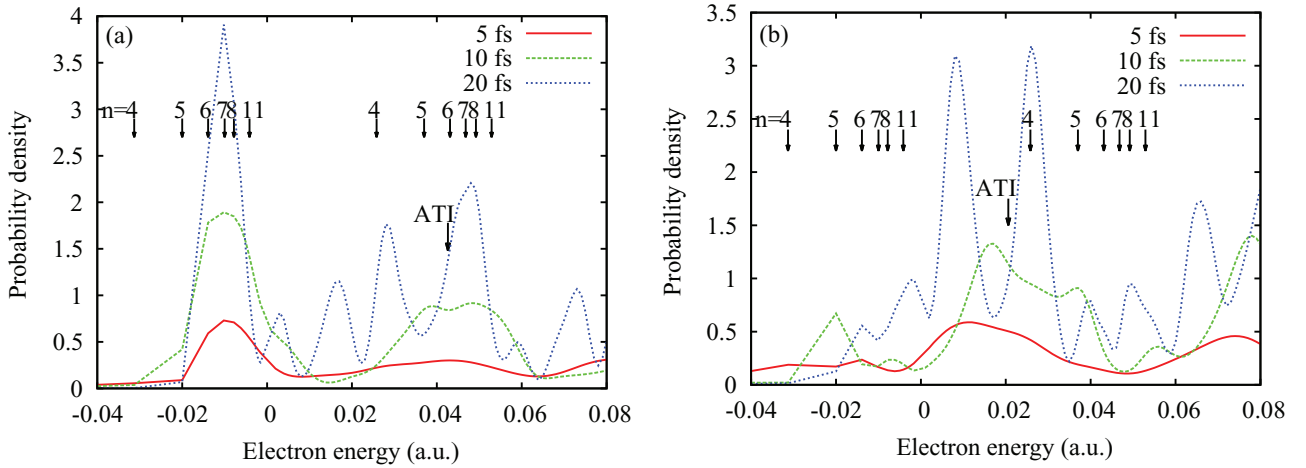 (a)
5 fs
10 fs
20 fs
n=4 5 6 7 8 11 4 5 6 7 8 11
ATI
4
3.5
3
2.5
2
1.5
1
0.5
0
-0.04 -0.02 0 0.02 0.04 0.06 0.08
Probability density
Electron energy (a.u.)
(b)
5 fs
10 fs
20 fs
n=4 5 6 7 8 11 4 5 6 7 8 11
ATI
3.5
3
2.5
2
1.5
1
0.5
0
-0.04 -0.02 0 0.02 0.04 0.06 0.08
Probability density
Electron energy (a.u.)